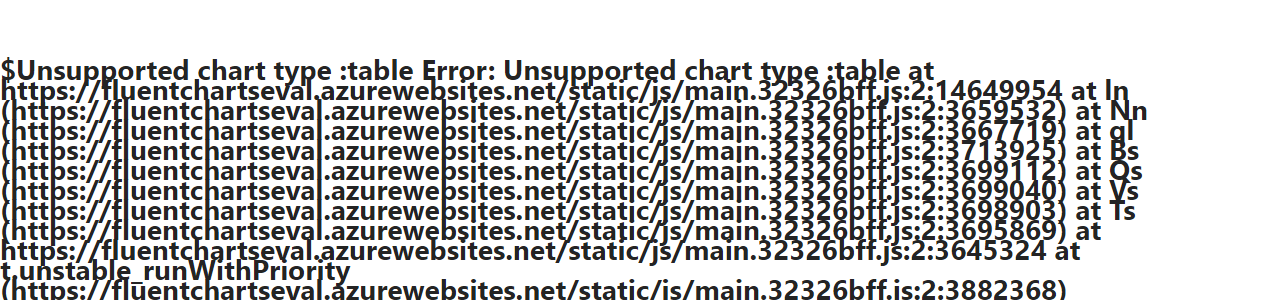 $Unsupported chart type :table Error: Unsupported chart type :table at
https://fluentchartseval.azurewebsites.net/static/js/main.32326bff.js:2:14649954 at ln
(https://fluentchartseval.azurewebsites.net/static/js/main.32326bff.js:2:3659532) at Nn
(https://fluentchartseval.azurewebsites.net/static/js/main.32326bff.js:2:3667719) at ql
(https://fluentchartseval.azurewebsites.net/static/js/main.32326bff.js:2:3713925) at Bs
(https://fluentchartseval.azurewebsites.net/static/js/main.32326bff.js:2:3699112) at Qs
(https://fluentchartseval.azurewebsites.net/static/js/main.32326bff.js:2:3699040) at Vs
(https://fluentchartseval.azurewebsites.net/static/js/main.32326bff.js:2:3698903) at Ts
(https://fluentchartseval.azurewebsites.net/static/js/main.32326bff.js:2:3695869) at
https://fluentchartseval.azurewebsites.net/static/js/main.32326bff.js:2:3645324 at
t.unstable_runWithPriority
(https://fluentchartseval.azurewebsites.net/static/js/main.32326bff.js:2:3882368)